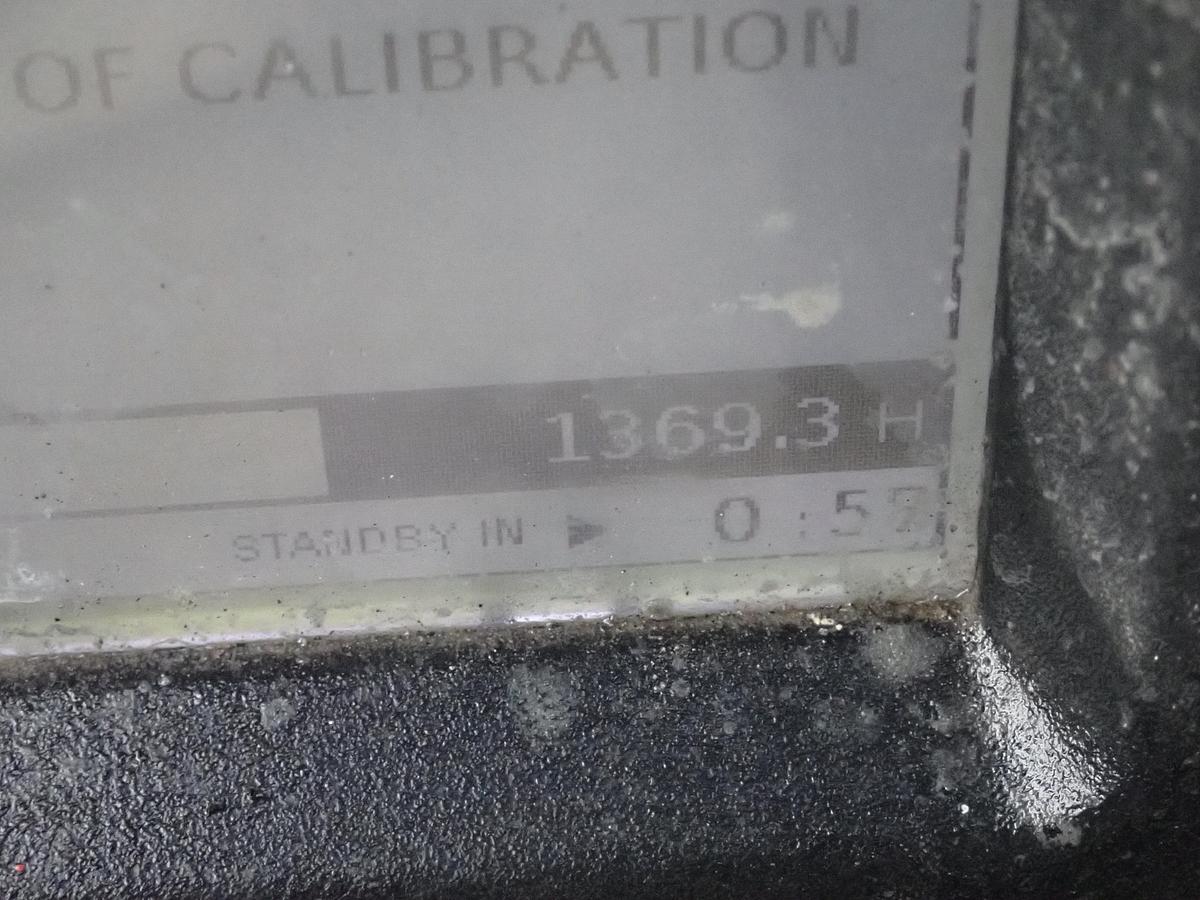 OF CALIBRATION
1369.3 H
STANDBY IN ▶